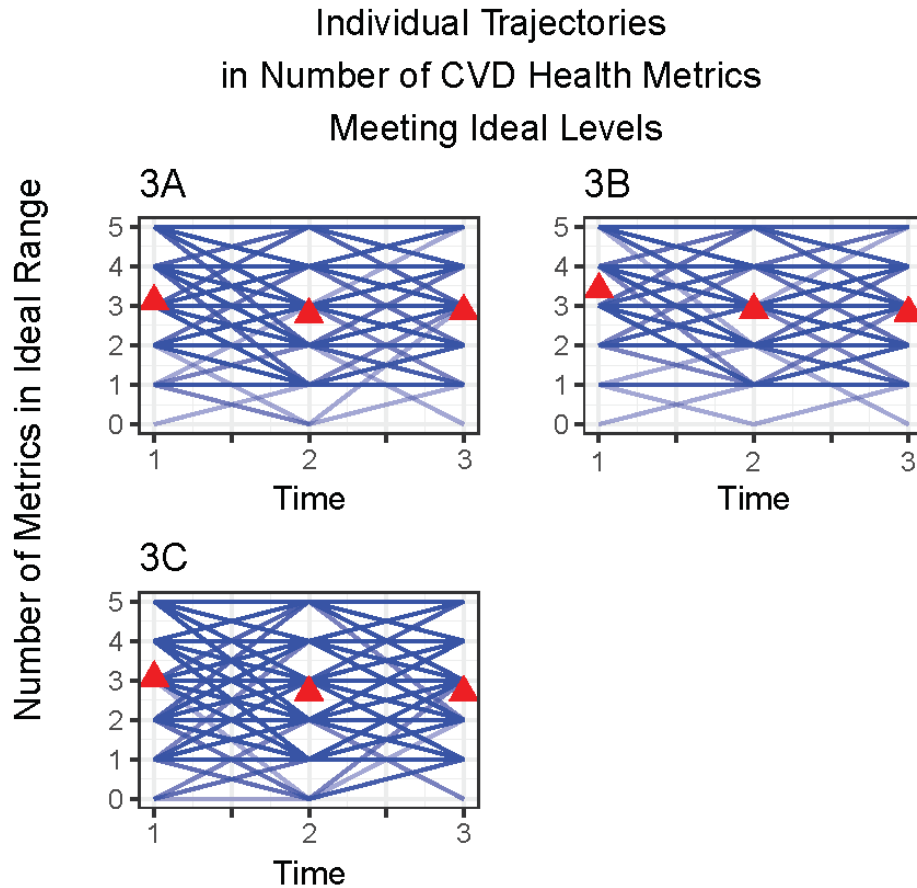 Individual Trajectories
in Number of CVD Health Metrics
Meeting Ideal Levels
Number of Metrics in Ideal Range
3A
5
4
3
2
1
0
1 2 3
Time
3B
5
4
3
2
1
0
1 2 3
Time
3C
5
4
3
2
1
0
1 2 3
Time